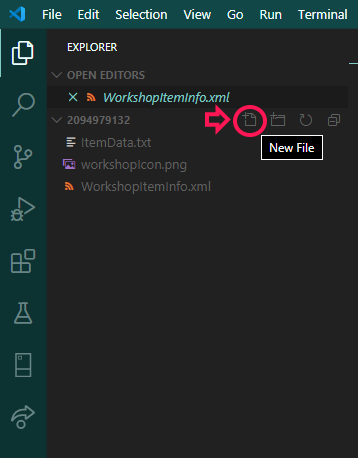 File Edit Selection View Go Run Terminal
EXPLORER
OPEN EDITORS
WorkshopItemInfo.xml
2094979132
New File
ItemData.txt
workshopicon.png
WorkshopItemInfo.xml